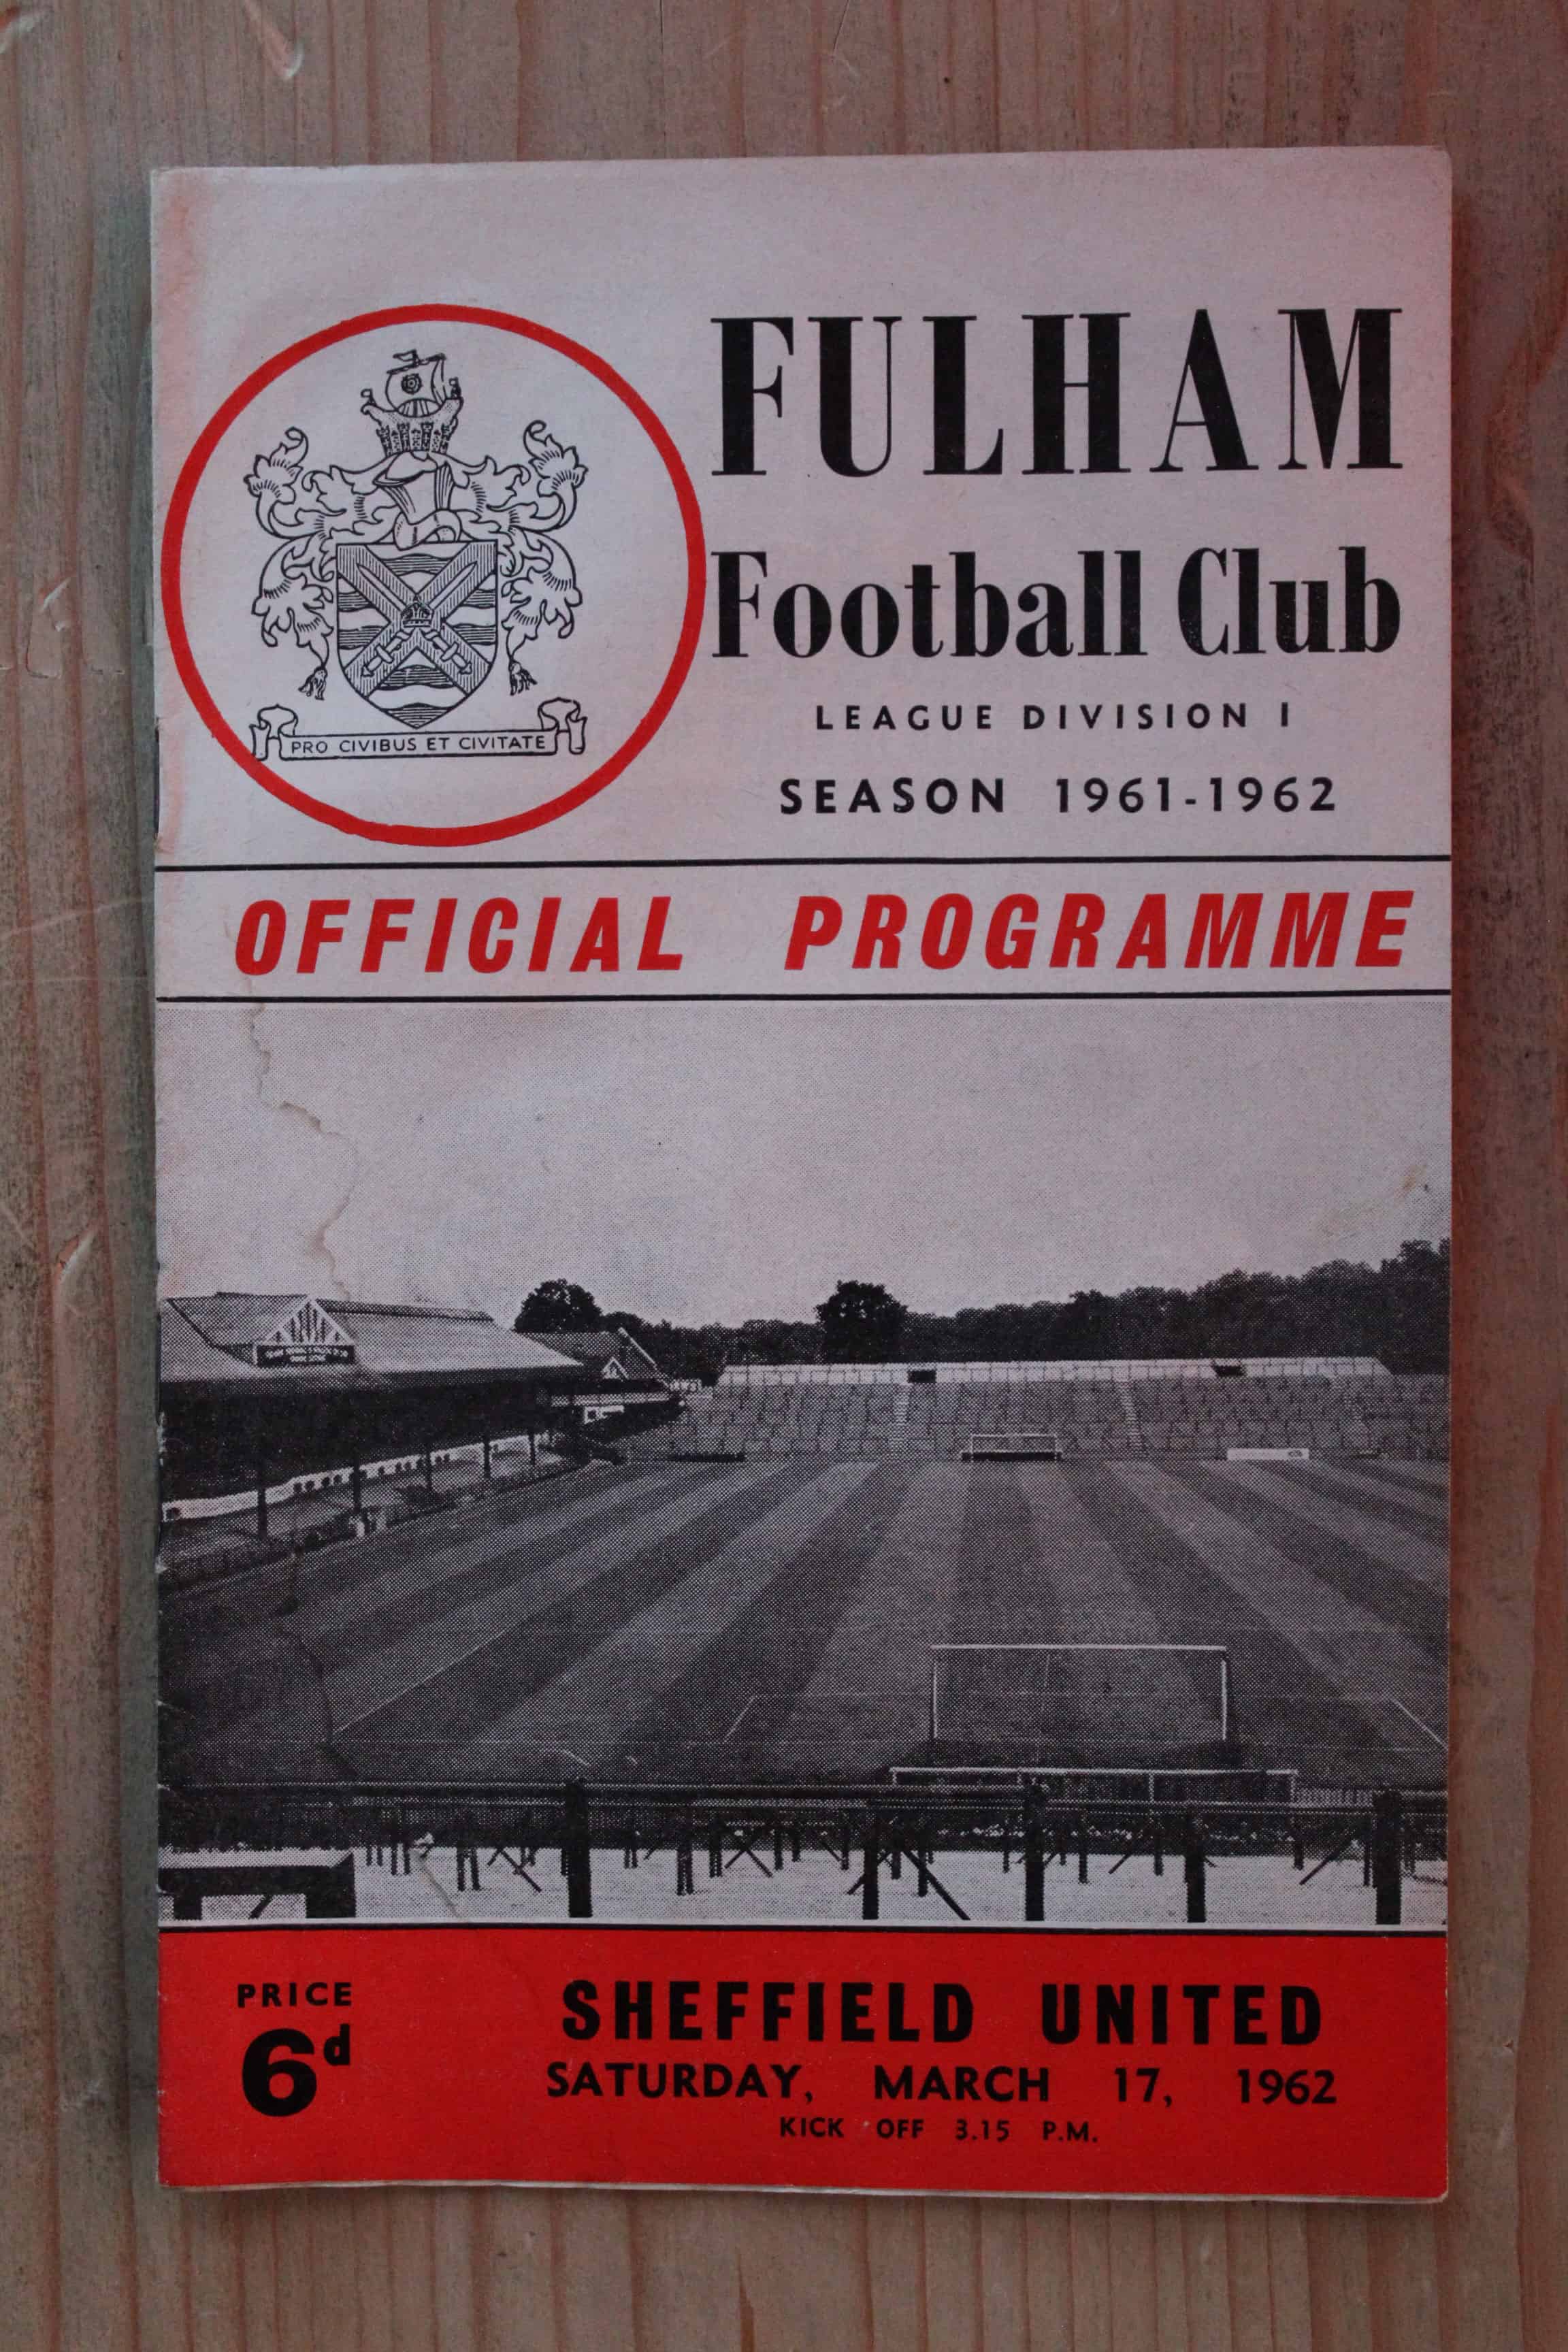 FULHAM
Football Club
LEAGUE DIVISION I
SEASON 1961-1962
PRO CIVIBUS ET CIVITATE
OFFICIAL PROGRAMME
PRICE
6d
SHEFFIELD UNITED
SATURDAY, MARCH 17, 1962
KICK OFF 3.15 P.M.